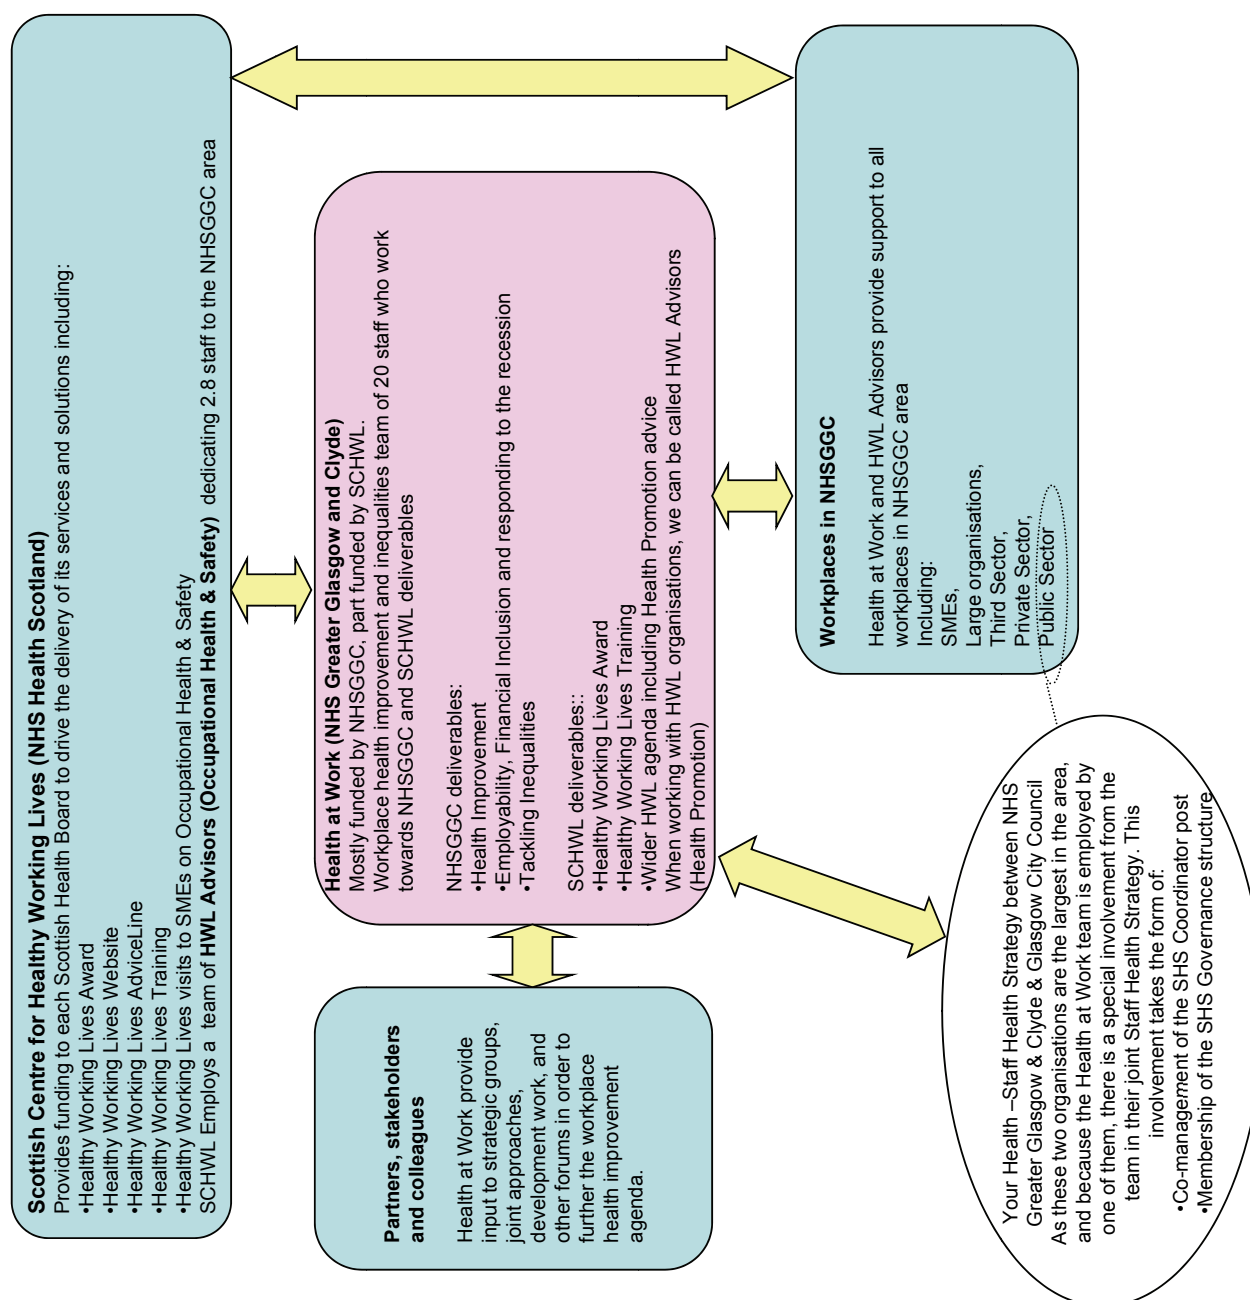 Scottish Centre for Healthy Working Lives (NHS Health Scotland)
Provides funding to each Scottish Health Board to drive the delivery of its services and solutions including:
•Healthy Working Lives Award
•Healthy Working Lives Website
•Healthy Working Lives AdviceLine
•Healthy Working Lives Training
•Healthy Working Lives visits to SMEs on Occupational Health & Safety
SCHWL Employs a team of HWL Advisors (Occupational Health & Safety) dedicating 2.8 staff to the NHSGGC area
Partners, stakeholders
and colleagues
Health at Work provide
input to strategic groups,
joint approaches,
development work, and
other forums in order to
further the workplace
health improvement
agenda.
Health at Work (NHS Greater Glasgow and Clyde)
Mostly funded by NHSGGC, part funded by SCHWL.
Workplace health improvement and inequalities team of 20 staff who work
towards NHSGGC and SCHWL deliverables
NHSGGC deliverables:
•Health Improvement
•Employability, Financial Inclusion and responding to the recession
•Tackling Inequalities
SCHWL deliverables::
•Healthy Working Lives Award
•Healthy Working Lives Training
•Wider HWL agenda including Health Promotion advice
When working with HWL organisations, we can be called HWL Advisors
(Health Promotion)
Workplaces in NHSGGC
Health at Work and HWL Advisors provide support to all
workplaces in NHSGGC area
Including:
SMEs,
Large organisations,
Third Sector,
Private Sector,
Public Sector
Your Health –Staff Health Strategy between NHS
Greater Glasgow & Clyde & Glasgow City Council
As these two organisations are the largest in the area,
and because the Health at Work team is employed by
one of them, there is a special involvement from the
team in their joint Staff Health Strategy. This
involvement takes the form of:
•Co-management of the SHS Coordinator post
•Membership of the SHS Governance structure